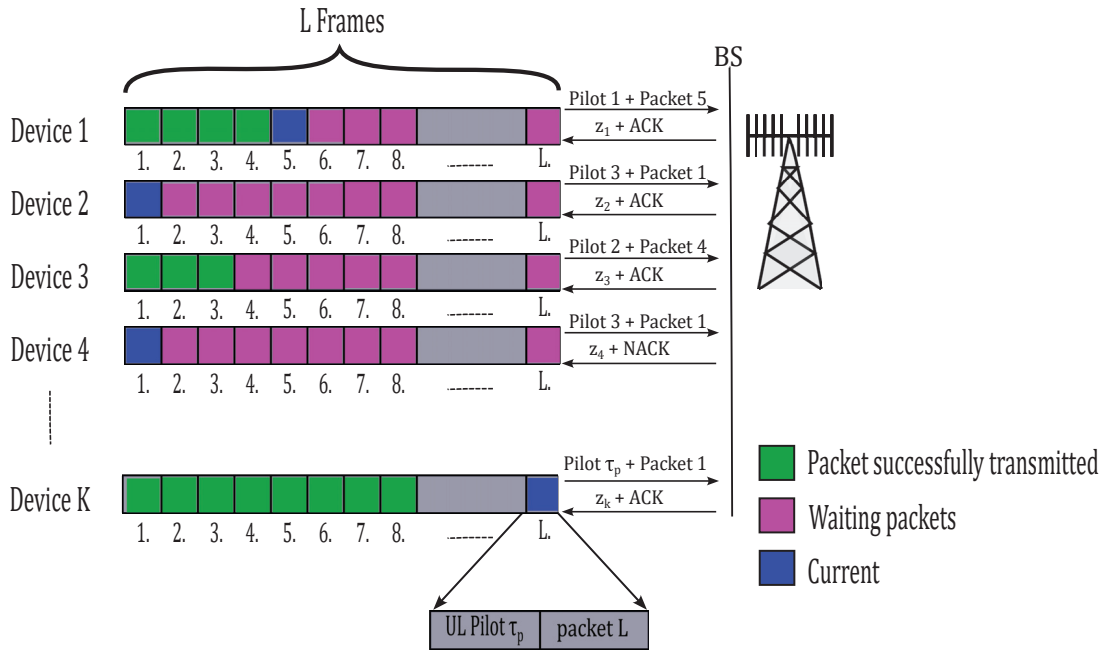 L Frames
BS
Device 1
Pilot 1 + Packet 5
z₁ + ACK
1. 2. 3. 4. 5. 6. 7. 8. -------- L.
Device 2
Pilot 3 + Packet 1
z₂ + ACK
1. 2. 3. 4. 5. 6. 7. 8. -------- L.
Device 3
Pilot 2 + Packet 4
z₃ + ACK
1. 2. 3. 4. 5. 6. 7. 8. -------- L.
Device 4
Pilot 3 + Packet 1
z₄ + NACK
1. 2. 3. 4. 5. 6. 7. 8. -------- L.
Device K
Pilot τₚ + Packet 1
zₖ + ACK
1. 2. 3. 4. 5. 6. 7. 8. -------- L.
Packet successfully transmitted
Waiting packets
Current
UL Pilot τₚ
packet L